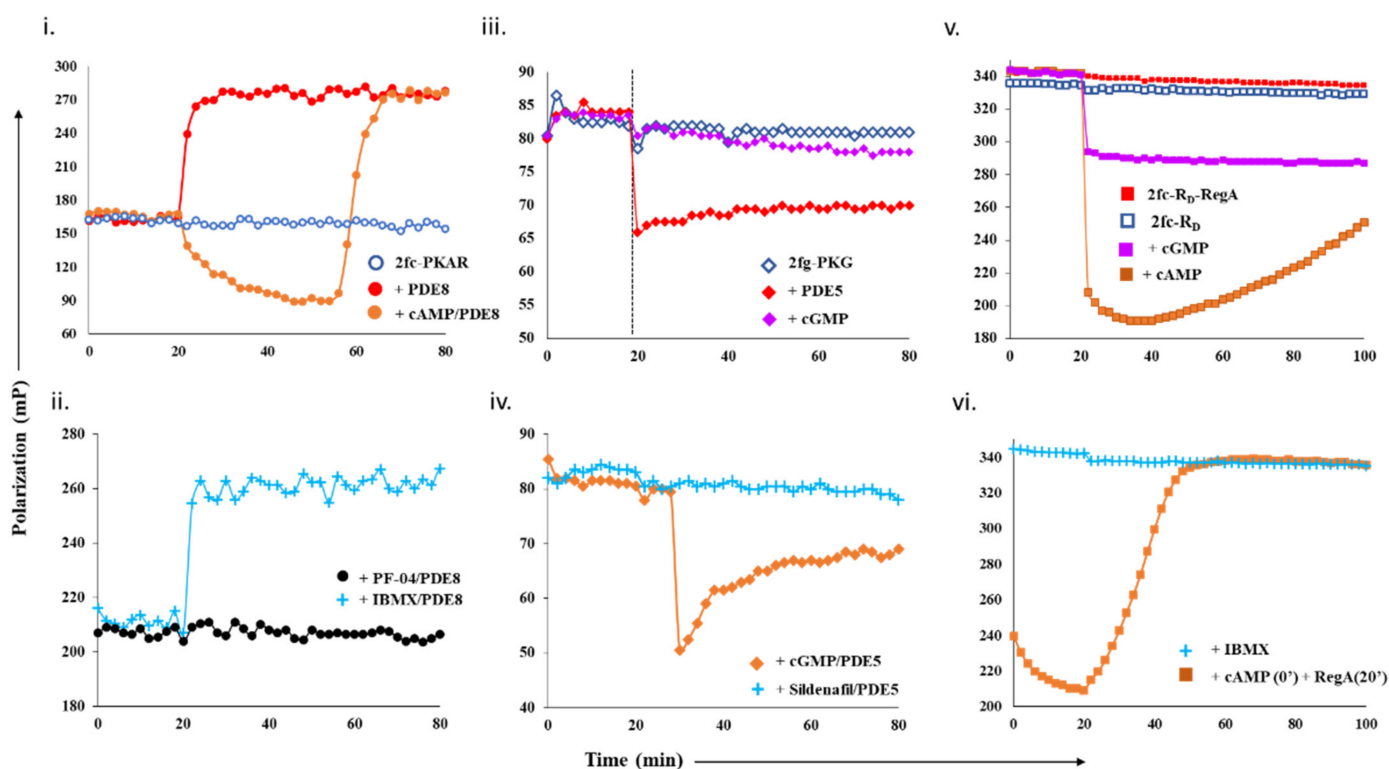 i.
300
270
240
210
180
150
120
90
60
0 20 40 60 80
2fc-PKAR
+ PDE8
+ cAMP/PDE8
iii.
90
85
80
75
70
65
60
55
50
0 20 40 60 80
2fg-PKG
+ PDE5
+ cGMP
v.
340
320
300
280
260
240
220
200
180
0 20 40 60 80 100
2fc-RD-RegA
2fc-RD
+ cGMP
+ cAMP
Polarization (mP)
ii.
280
260
240
220
200
180
0 20 40 60 80
+ PF-04/PDE8
+ IBMX/PDE8
iv.
90
80
70
60
50
40
0 20 40 60 80
+ cGMP/PDE5
+ Sildenafil/PDE5
vi.
340
320
300
280
260
240
220
200
0 20 40 60 80 100
+ IBMX
+ cAMP (0') + RegA(20')
Time (min)